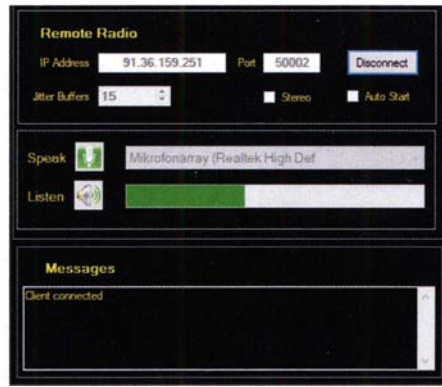 Remote Radio
IP Address 91.36.159.251 Port 50002 Disconnect
Jitter Buffers 15 Stereo Auto Start
Speak Mikrofonarray (Realtek High Def
Listen
Messages
Client connected